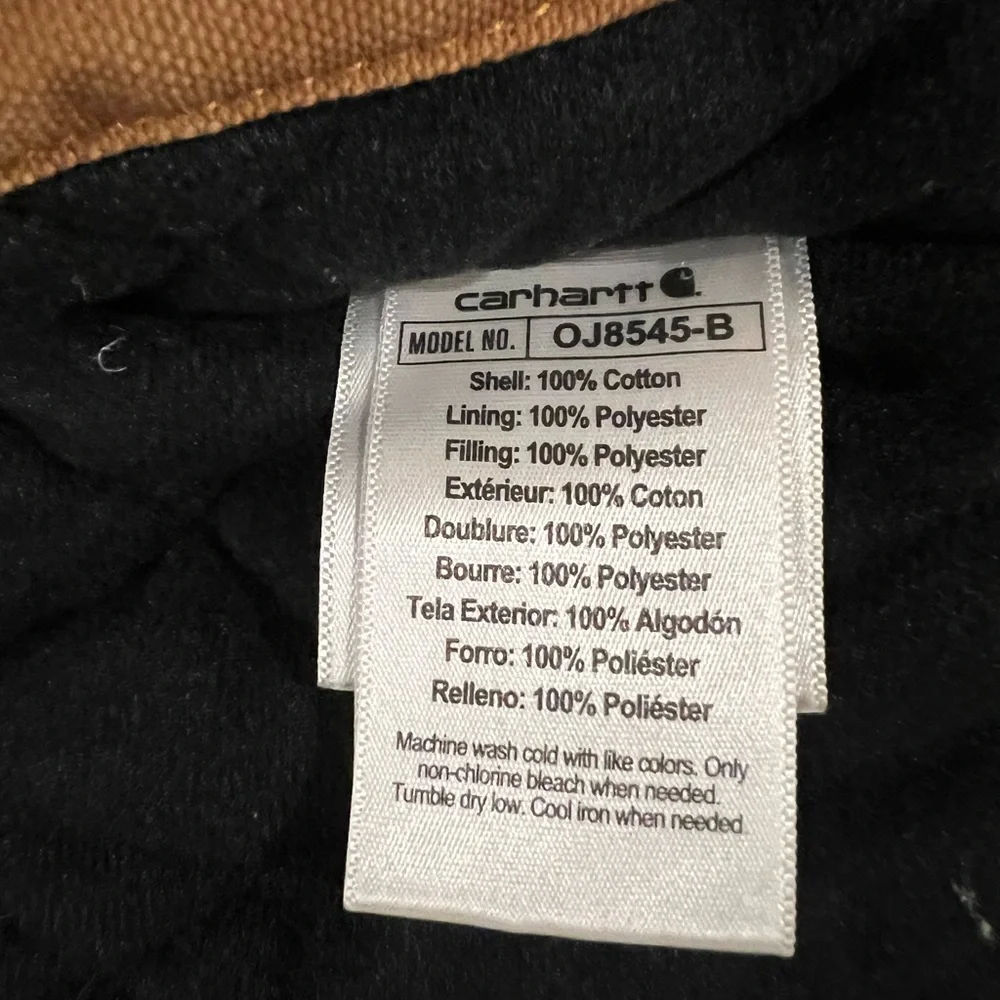 carhartt
MODEL NO. OJ8545-B
Shell: 100% Cotton
Lining: 100% Polyester
Filling: 100% Polyester
Extérieur: 100% Coton
Doublure: 100% Polyester
Bourre: 100% Polyester
Tela Exterior: 100% Algodón
Forro: 100% Poliéster
Relleno: 100% Poliéster
Machine wash cold with like colors. Only
non-chlorine bleach when needed.
Tumble dry low. Cool iron when needed.